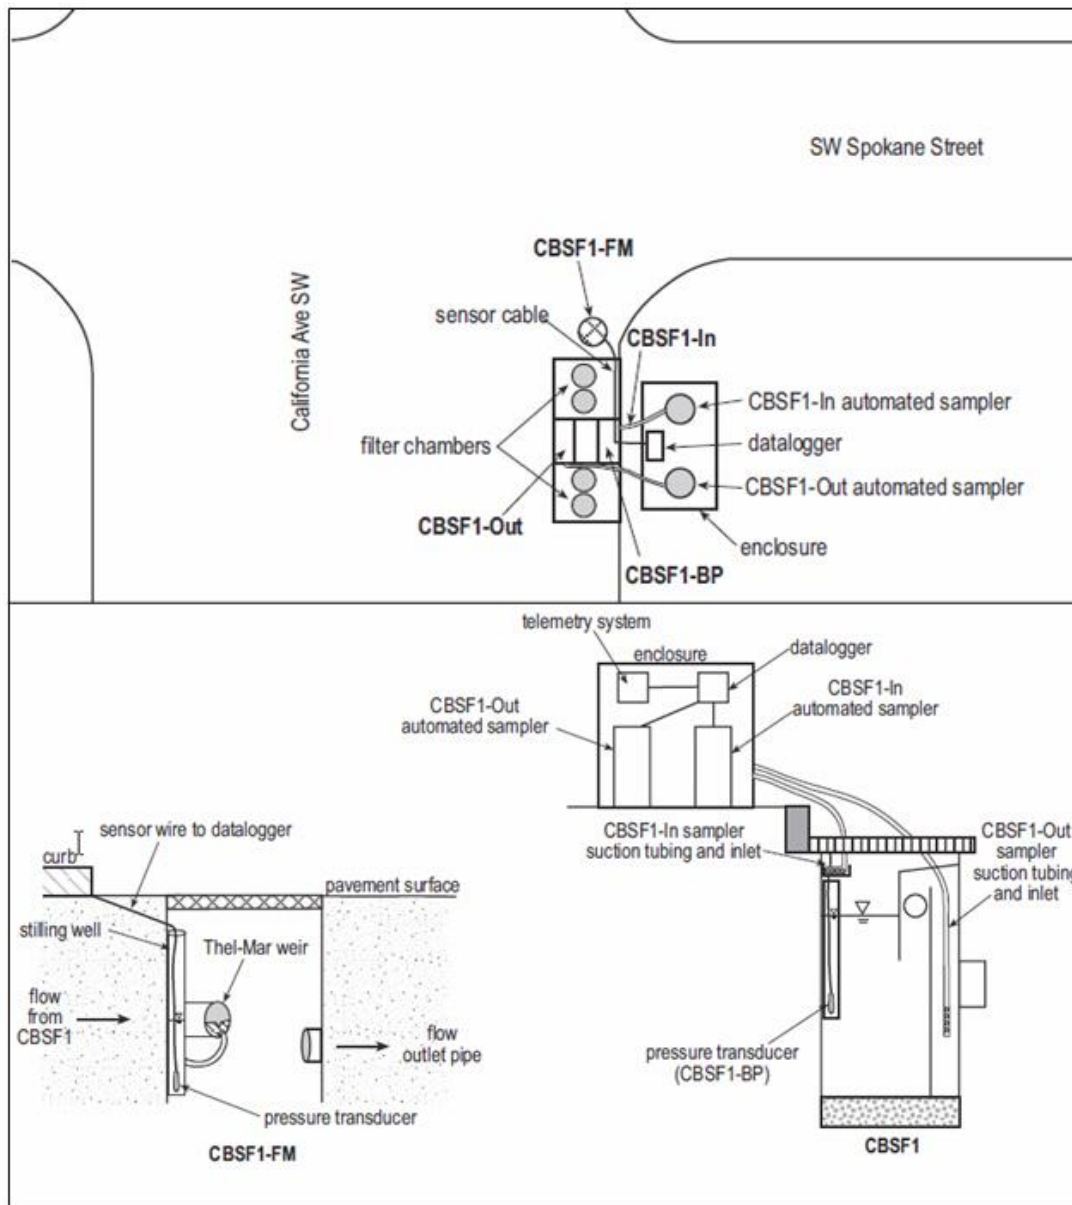 SW Spokane Street
CBSF1-FM
California Ave SW
sensor cable
CBSF1-In
CBSF1-In automated sampler
filter chambers
datalogger
CBSF1-Out automated sampler
CBSF1-Out
enclosure
CBSF1-BP
telemetry system
enclosure
datalogger
CBSF1-Out
automated sampler
CBSF1-In
automated sampler
sensor wire to datalogger
curb
CBSF1-In sampler
suction tubing and inlet
CBSF1-Out
sampler
suction tubing
and inlet
pavement surface
stilling well
Thel-Mar weir
flow
from
CBSF1
flow
outlet pipe
pressure transducer
(CBSF1-BP)
pressure transducer
CBSF1-FM
CBSF1